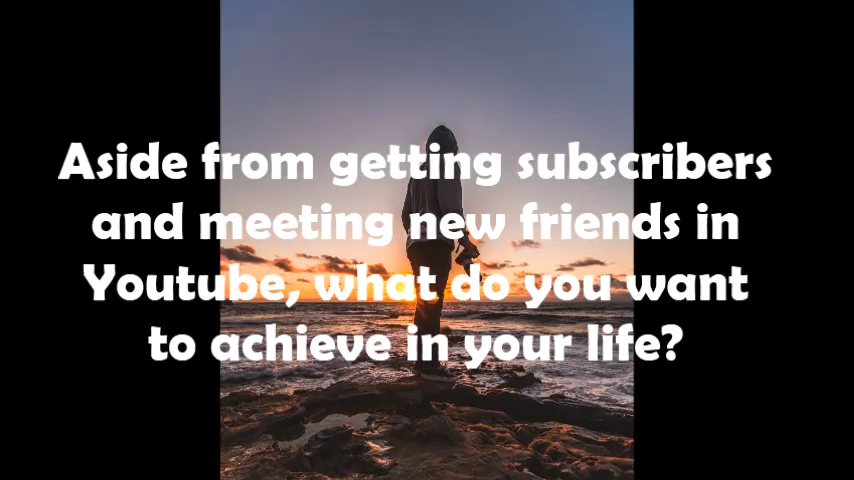 Aside from getting subscribers
and meeting new friends in
Youtube, what do you want
to achieve in your life?